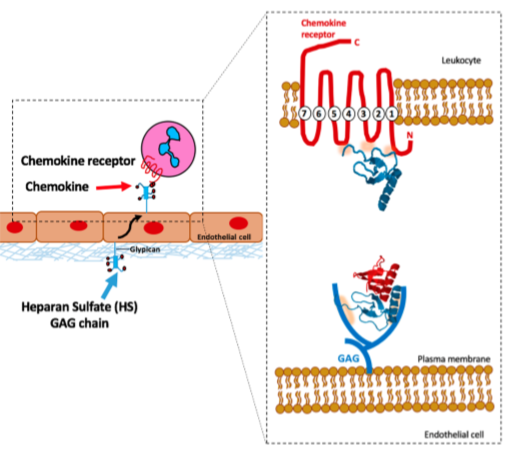 Chemokine
receptor
C
Leukocyte
7 6 5 4 3 2 1
N
Chemokine receptor
Chemokine
Endothelial cell
Glypican
Heparan Sulfate (HS)
GAG chain
GAG
Plasma membrane
Endothelial cell